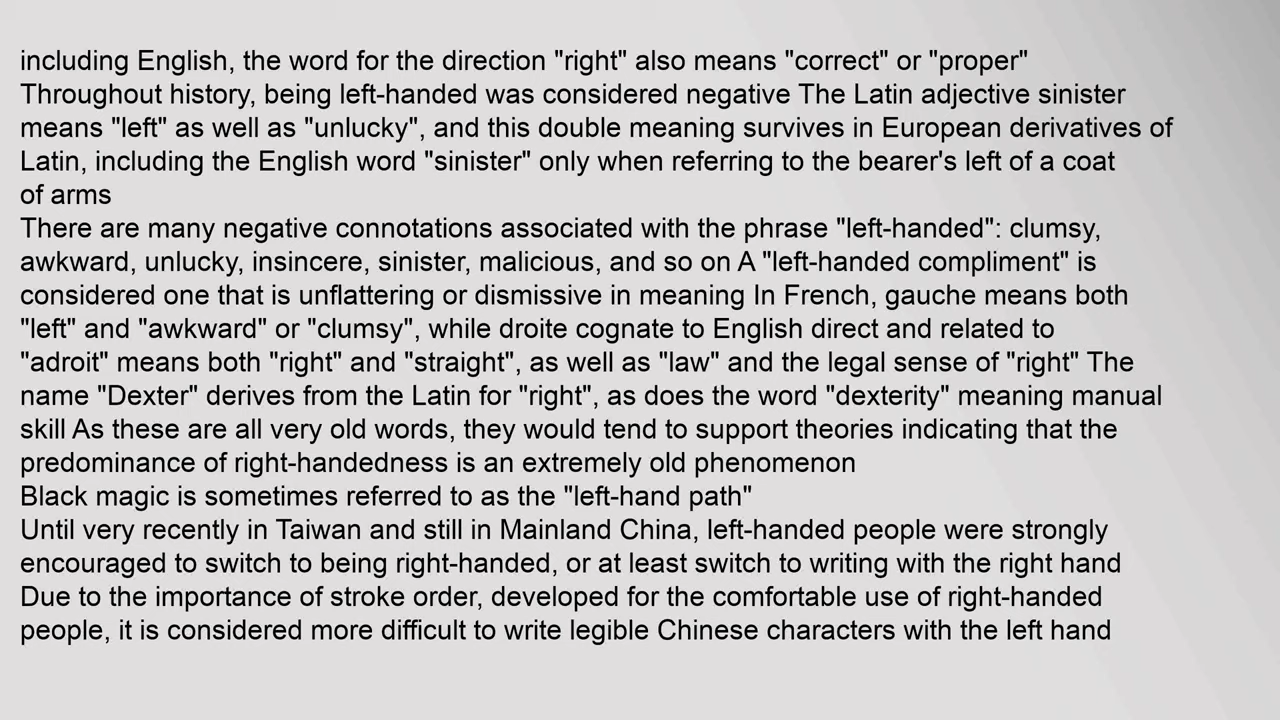 including English, the word for the direction "right" also means "correct" or "proper"
Throughout history, being left-handed was considered negative The Latin adjective sinister
means "left" as well as "unlucky", and this double meaning survives in European derivatives of
Latin, including the English word "sinister" only when referring to the bearer's left of a coat
of arms
There are many negative connotations associated with the phrase "left-handed": clumsy,
awkward, unlucky, insincere, sinister, malicious, and so on A "left-handed compliment" is
considered one that is unflattering or dismissive in meaning In French, gauche means both
"left" and "awkward" or "clumsy", while droite cognate to English direct and related to
"adroit" means both "right" and "straight", as well as "law" and the legal sense of "right" The
name "Dexter" derives from the Latin for "right", as does the word "dexterity" meaning manual
skill As these are all very old words, they would tend to support theories indicating that the
predominance of right-handedness is an extremely old phenomenon
Black magic is sometimes referred to as the "left-hand path"
Until very recently in Taiwan and still in Mainland China, left-handed people were strongly
encouraged to switch to being right-handed, or at least switch to writing with the right hand
Due to the importance of stroke order, developed for the comfortable use of right-handed
people, it is considered more difficult to write legible Chinese characters with the left hand